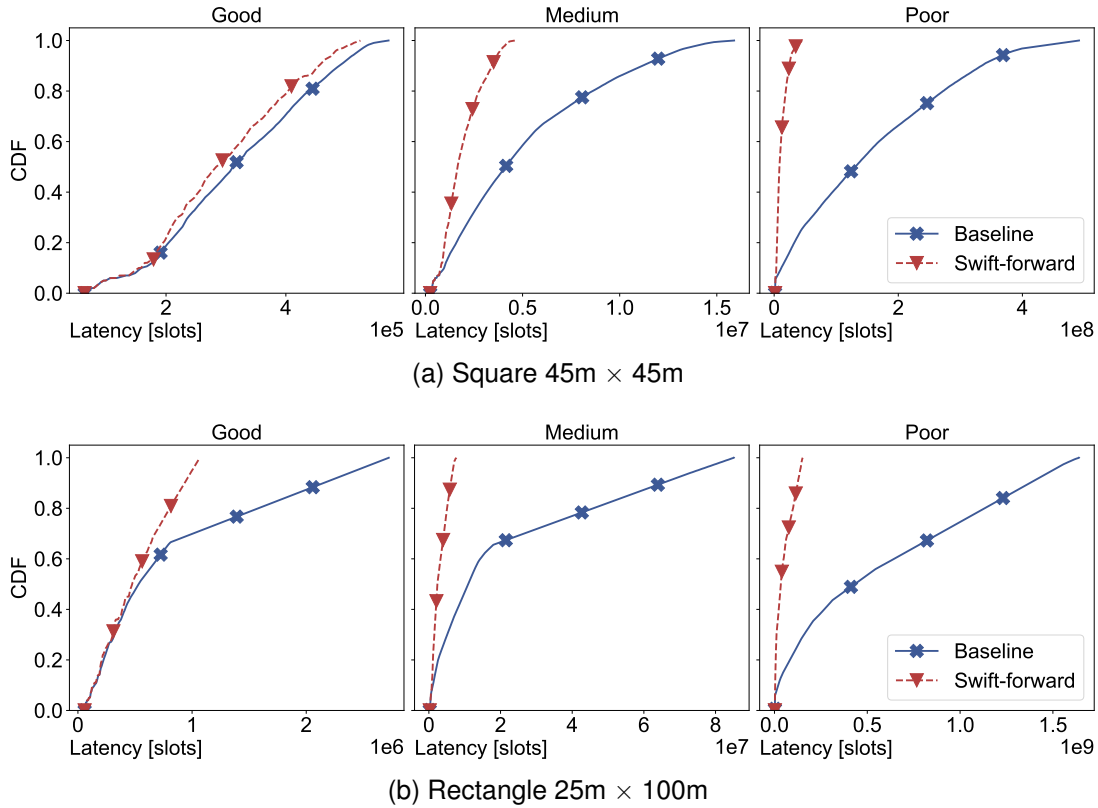 Good Medium Poor
1.0
0.8
0.6
0.4
0.2
0.0
CDF
2 4
0.0 0.5 1.0 1.5
0 2 4
Baseline
Swift-forward
Latency [slots] 1e5 Latency [slots] 1e7 Latency [slots] 1e8
(a) Square 45m × 45m
Good Medium Poor
1.0
0.8
0.6
0.4
0.2
0.0
CDF
Baseline
Swift-forward
0 1 2 0 2 4 6 8 0.0 0.5 1.0 1.5
Latency [slots] 1e6 Latency [slots] 1e7 Latency [slots] 1e9
(b) Rectangle 25m × 100m